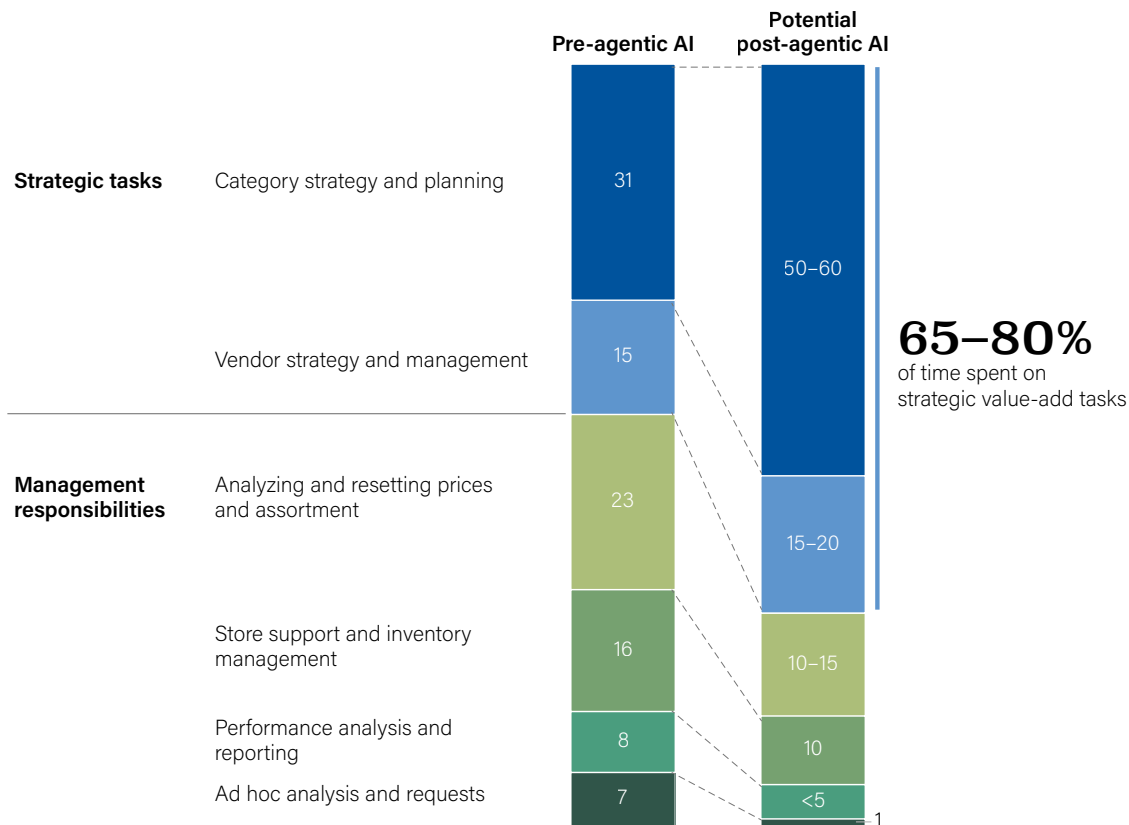 Pre-agentic AI
Potential
post-agentic AI
Strategic tasks
Category strategy and planning
31
50–60
Vendor strategy and management
15
15–20
65–80%
of time spent on
strategic value-add tasks
Management
responsibilities
Analyzing and resetting prices
and assortment
23
10–15
Store support and inventory
management
16
10
Performance analysis and
reporting
8
<5
Ad hoc analysis and requests
7
1